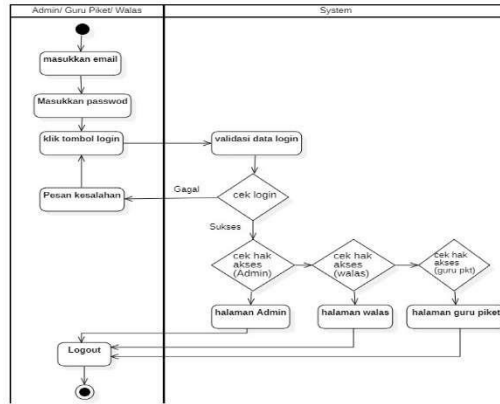 Admin/ Guru Piket/ Walas
System
masukkan email
Masukkan passwod
klik tombol login
validasi data login
Pesan kesalahan
Gagal
cek login
Sukses
cek hak
akses
(Admin)
cek hak
akses
(walas)
cek hak
akses
(guru pkt)
halaman Admin
halaman walas
halaman guru piket
Logout